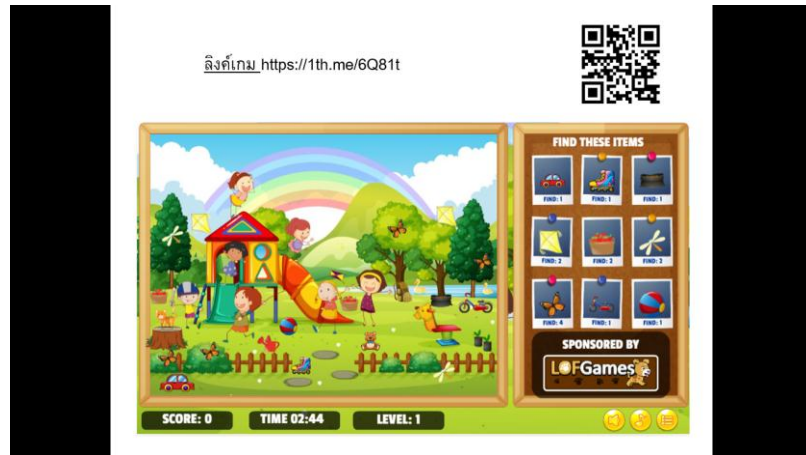 ลิงค์เกม https://1th.me/6Q81t
FIND THESE ITEMS
FIND: 1 FIND: 1 FIND: 1
FIND: 2 FIND: 2 FIND: 2
FIND: 4 FIND: 1 FIND: 1
SPONSORED BY
LOFGames
SCORE: 0 TIME 02:44 LEVEL: 1